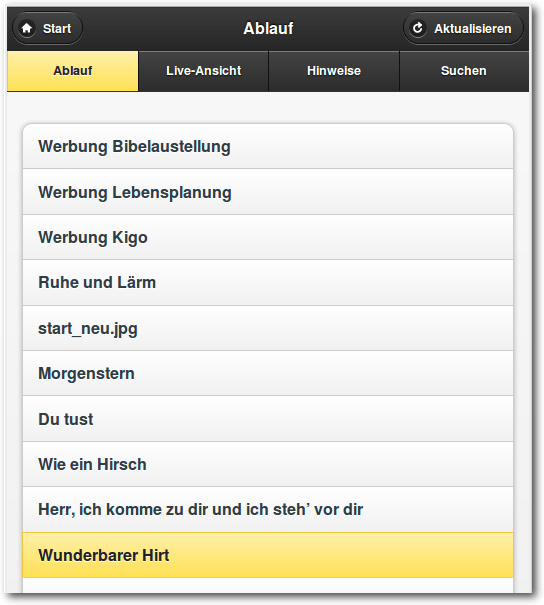 Start
Ablauf
Aktualisieren
Ablauf
Live-Ansicht
Hinweise
Suchen
Werbung Bibelaustellung
Werbung Lebensplanung
Werbung Kigo
Ruhe und Lärm
start_neu.jpg
Morgenstern
Du tust
Wie ein Hirsch
Herr, ich komme zu dir und ich steh’ vor dir
Wunderbarer Hirt